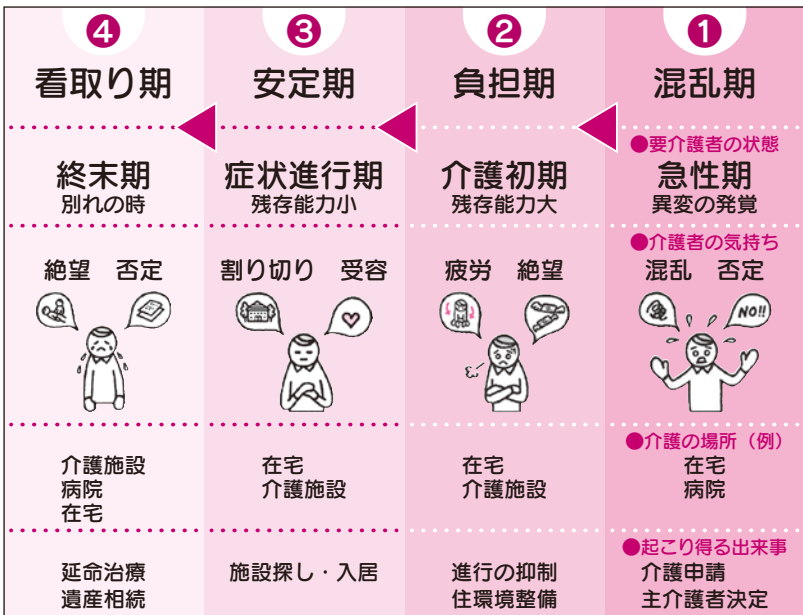 ❶
混乱期
●要介護者の状態
急性期
異変の発覚
●介護者の気持ち
混乱 否定
NO!!
●介護の場所（例）
在宅
病院
●起こり得る出来事
介護申請
主介護者決定
❷
負担期
介護初期
残存能力大
疲労 絶望
在宅
介護施設
進行の抑制
住環境整備
❸
安定期
症状進行期
残存能力小
割り切り 受容
在宅
介護施設
施設探し・入居
❹
看取り期
終末期
別れの時
絶望 否定
介護施設
病院
在宅
延命治療
遺産相続